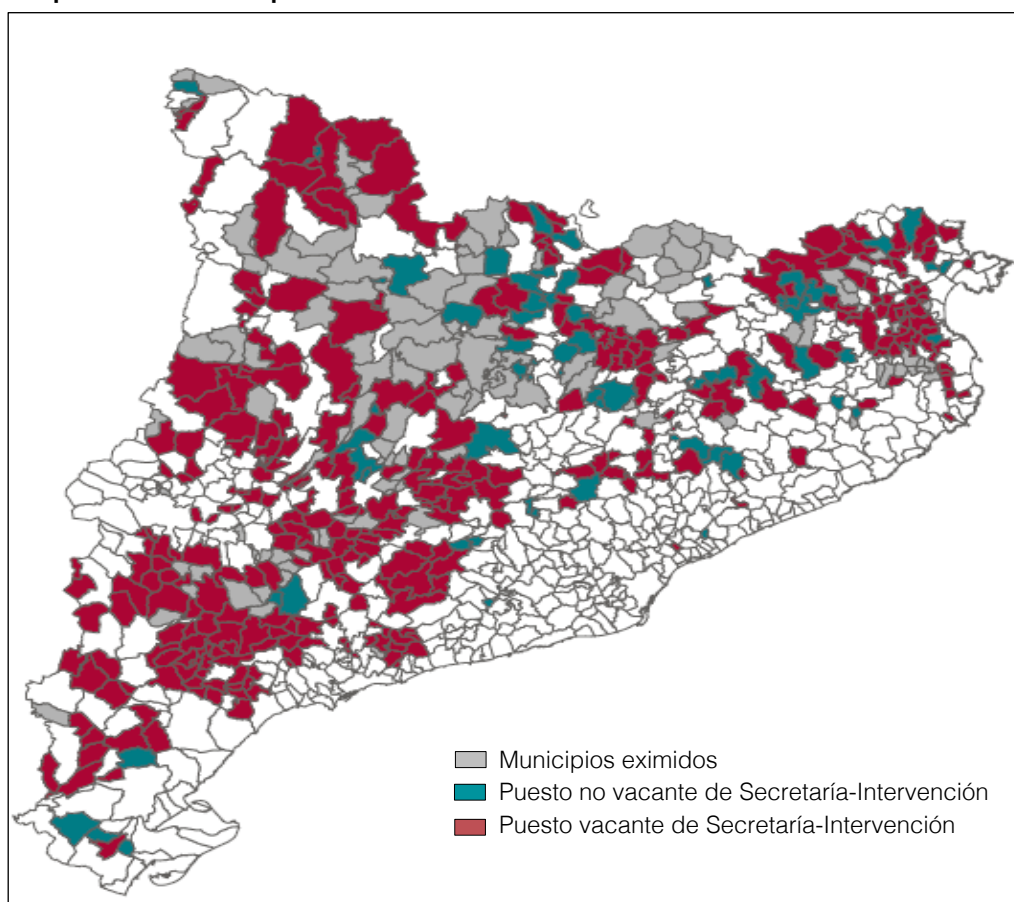 Municipios eximidos
Puesto no vacante de Secretaría-Intervención
Puesto vacante de Secretaría-Intervención